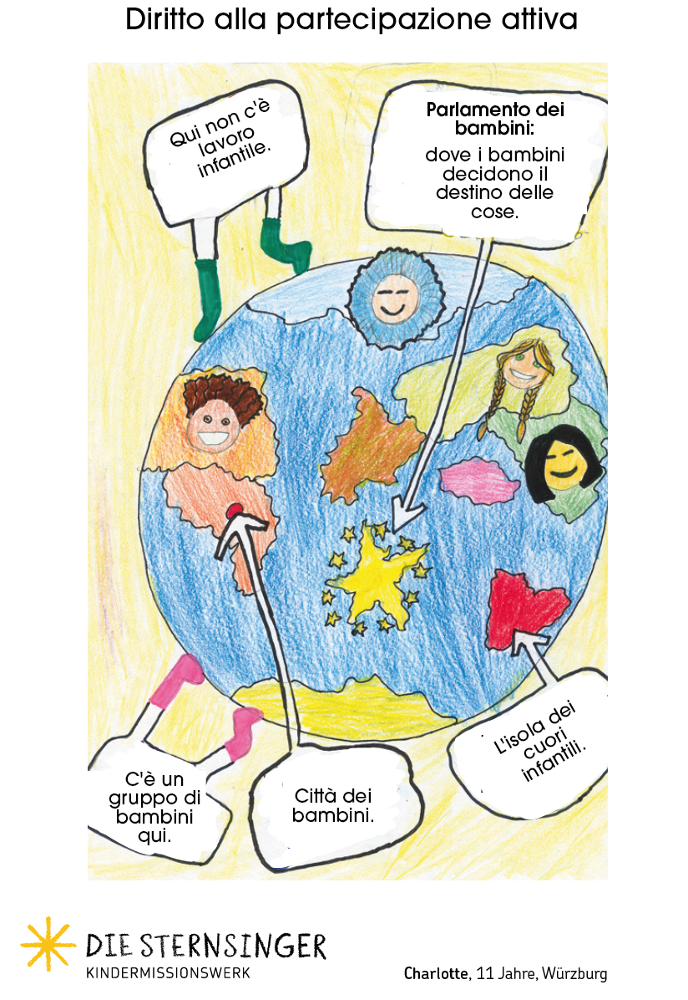 Diritto alla partecipazione attiva
Qui non c'è
lavoro
infantile.
Parlamento dei
bambini:
dove i bambini
decidono il
destino delle
cose.
L'isola dei
cuori
infantili.
C'è un
gruppo di
bambini
qui.
Città dei
bambini.
DIE STERNSINGER
KINDERMISSIONSWERK
Charlotte, 11 Jahre, Würzburg